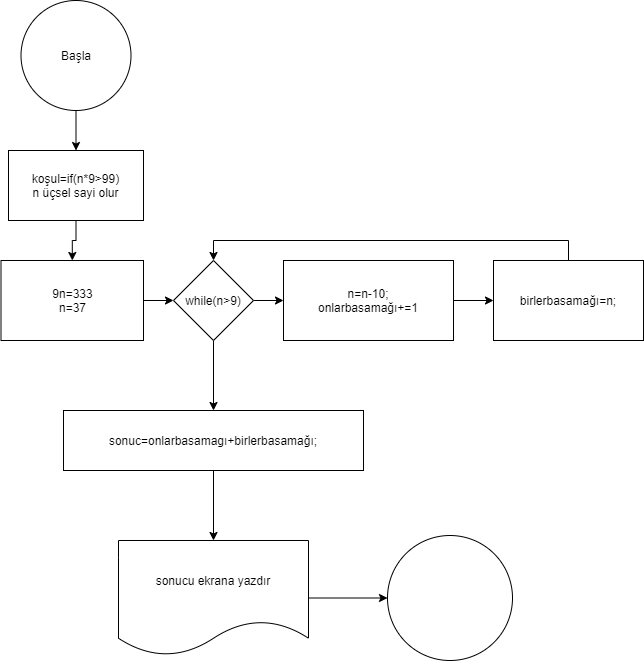 Başla
koşul=if(n*9>99)
n üçsel sayi olur
9n=333
n=37
while(n>9)
n=n-10;
onlarbasamağı+=1
birlerbasamağı=n;
sonuc=onlarbasamagı+birlerbasamağı;
sonucu ekrana yazdır